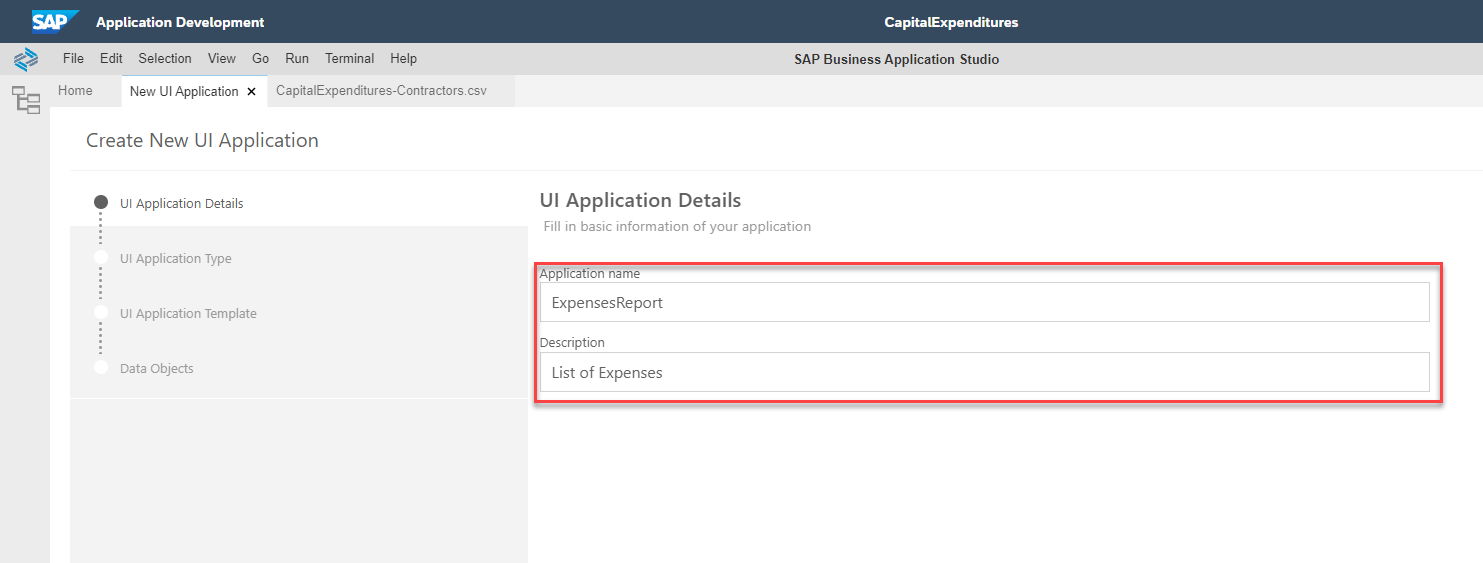 SAP Application Development CapitalExpenditures
File Edit Selection View Go Run Terminal Help SAP Business Application Studio
Home New UI Application × CapitalExpenditures-Contractors.csv
Create New UI Application
UI Application Details
UI Application Type
UI Application Template
Data Objects
UI Application Details
Fill in basic information of your application
Application name
ExpensesReport
Description
List of Expenses